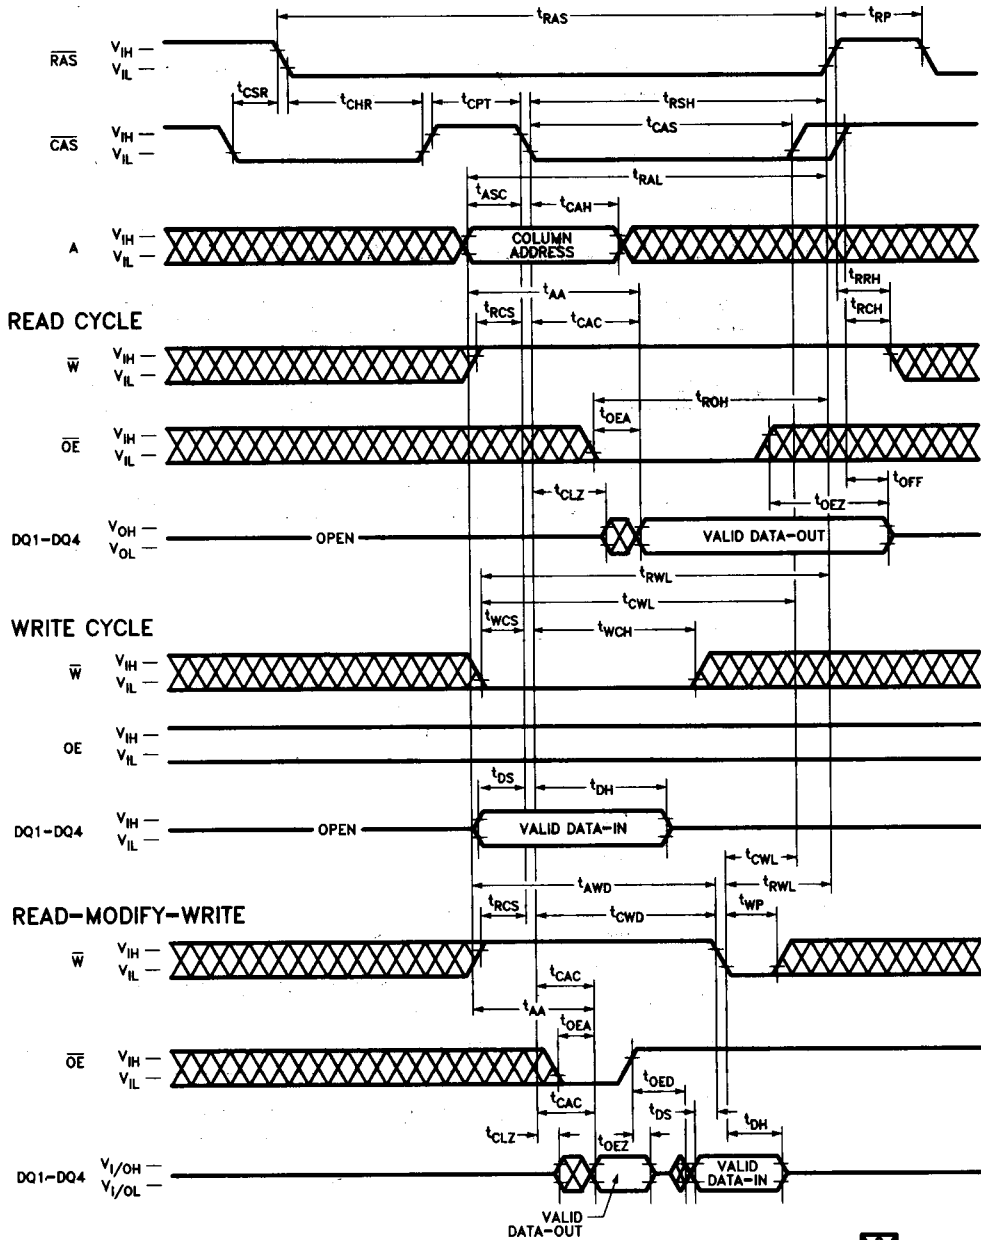 tRAS
tRP
RAS
VIH
VIL
tCSR
tCHR
tCPT
tRSH
tCAS
CAS
VIH
VIL
tRAL
tASC
tCAH
A
VIH
VIL
COLUMN
ADDRESS
tRRH
tAA
tRCS
tCAC
tRCH
READ CYCLE
W
VIH
VIL
tROH
tOEA
OE
VIH
VIL
tCLZ
tOFF
tOEZ
DQ1-DQ4
VOH
VOL
OPEN
VALID DATA-OUT
tRWL
tCWL
tWCS
tWCH
WRITE CYCLE
W
VIH
VIL
OE
VIH
VIL
tDS
tDH
DQ1-DQ4
VIH
VIL
OPEN
VALID DATA-IN
tCWL
tAWD
tRWL
tRCS
tCWD
tWP
READ-MODIFY-WRITE
W
VIH
VIL
tCAC
tAA
tOEA
OE
VIH
VIL
tOED
tCAC
tDS
tCLZ
tOEZ
tDH
DQ1-DQ4
VI/OH
VI/OL
VALID
DATA-IN
VALID
DATA-OUT